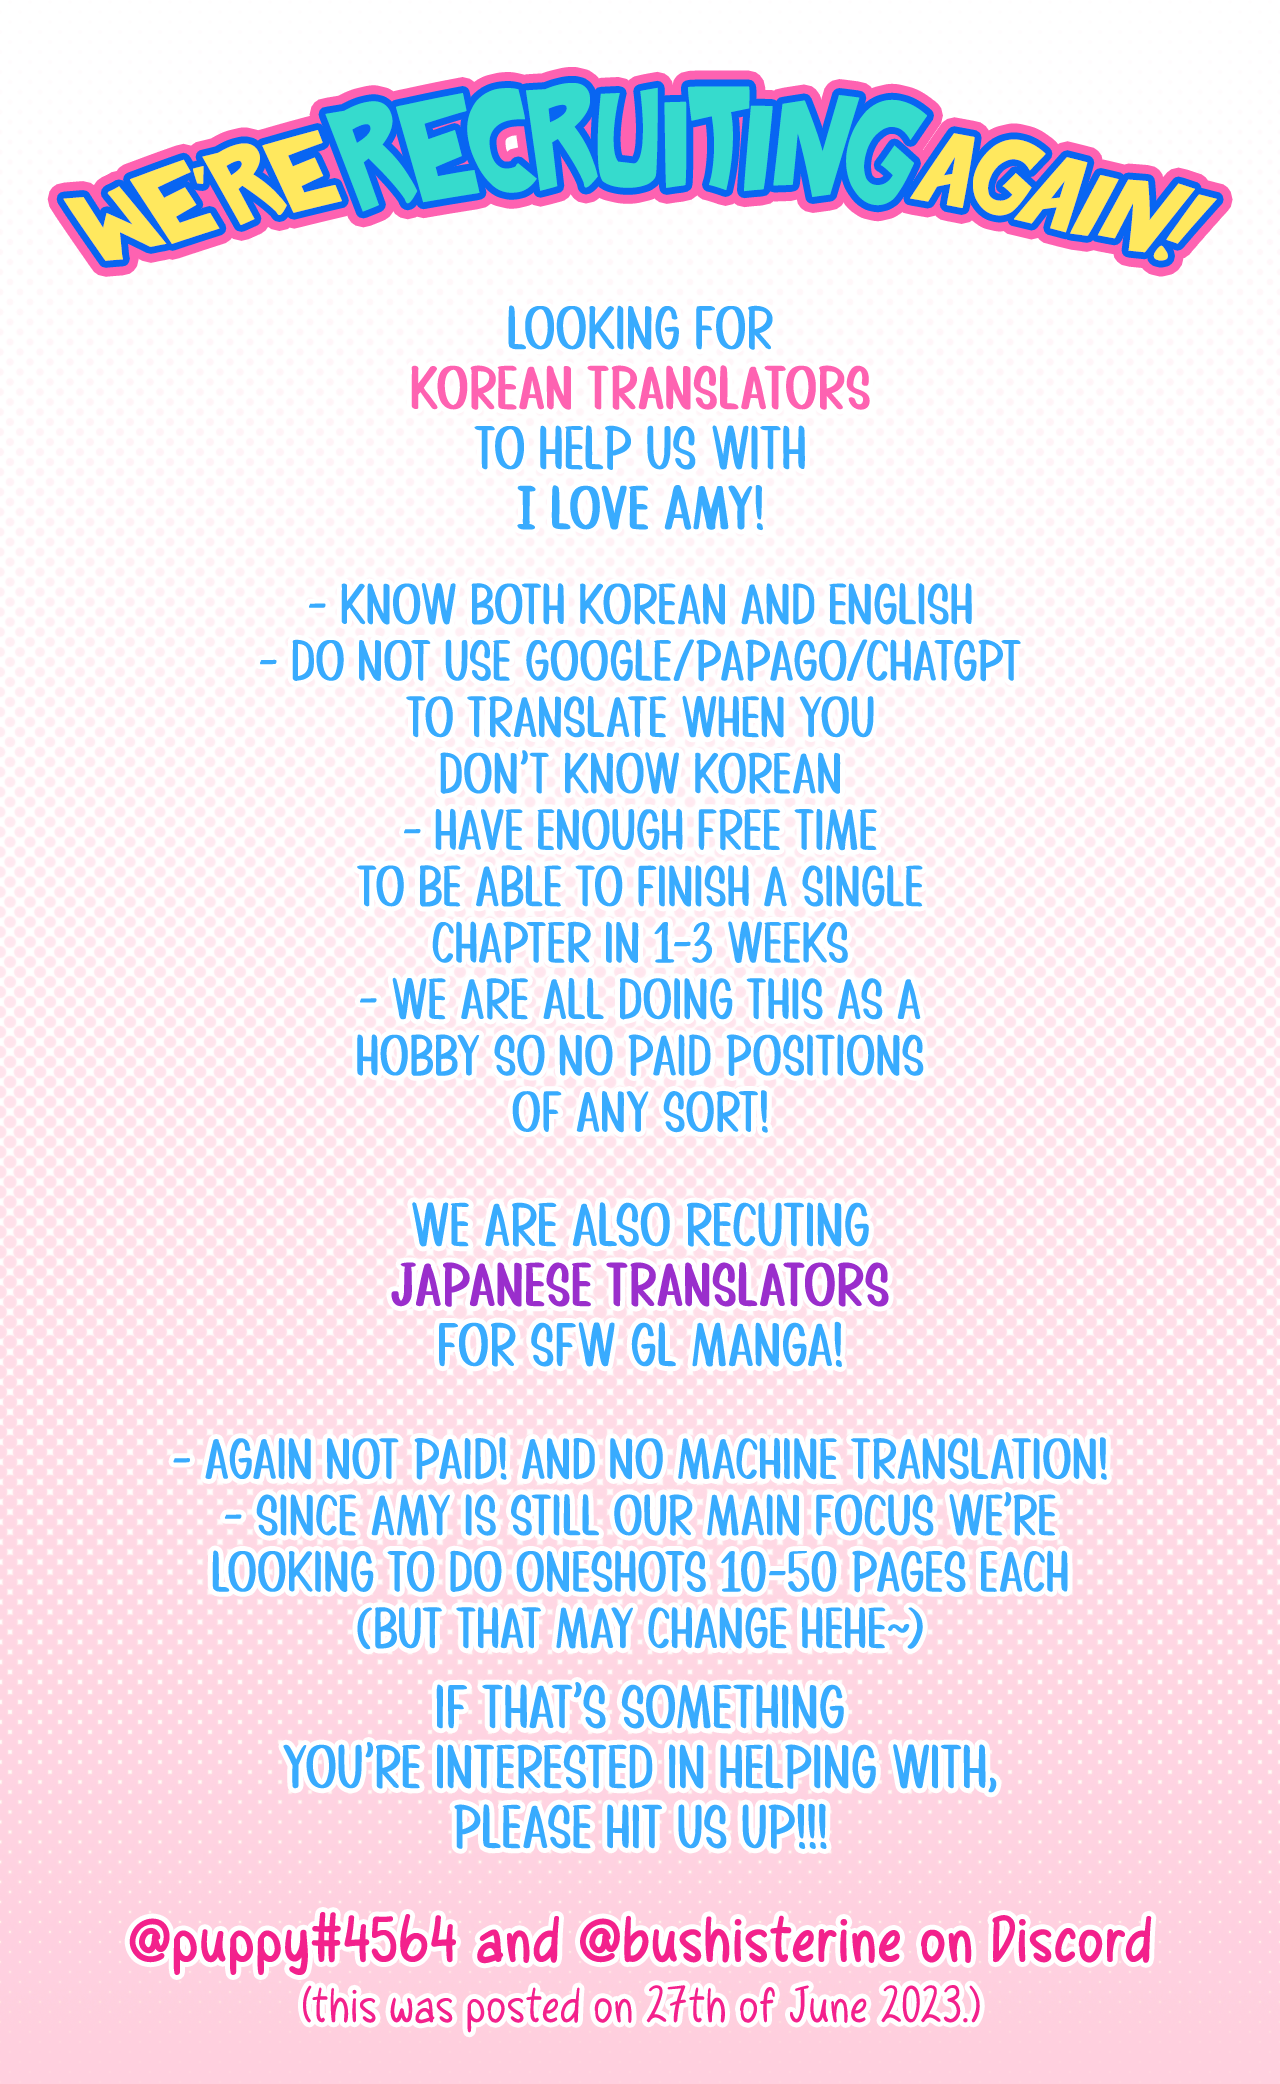 WE'RE RECRUITING AGAIN!
LOOKING FOR
KOREAN TRANSLATORS
TO HELP US WITH
I LOVE AMY!
- KNOW BOTH KOREAN AND ENGLISH
- DO NOT USE GOOGLE/PAPAGO/CHATGPT
TO TRANSLATE WHEN YOU
DON'T KNOW KOREAN
- HAVE ENOUGH FREE TIME
TO BE ABLE TO FINISH A SINGLE
CHAPTER IN 1-3 WEEKS
- WE ARE ALL DOING THIS AS A
HOBBY SO NO PAID POSITIONS
OF ANY SORT!
WE ARE ALSO RECUTING
JAPANESE TRANSLATORS
FOR SFW GL MANGA!
- AGAIN NOT PAID! AND NO MACHINE TRANSLATION!
- SINCE AMY IS STILL OUR MAIN FOCUS WE'RE
LOOKING TO DO ONESHOTS 10-50 PAGES EACH
(BUT THAT MAY CHANGE HEHE~)
IF THAT'S SOMETHING
YOU'RE INTERESTED IN HELPING WITH,
PLEASE HIT US UP!!!
@puppy#4564 and @bushisterine on Discord
(this was posted on 27th of June 2023.)